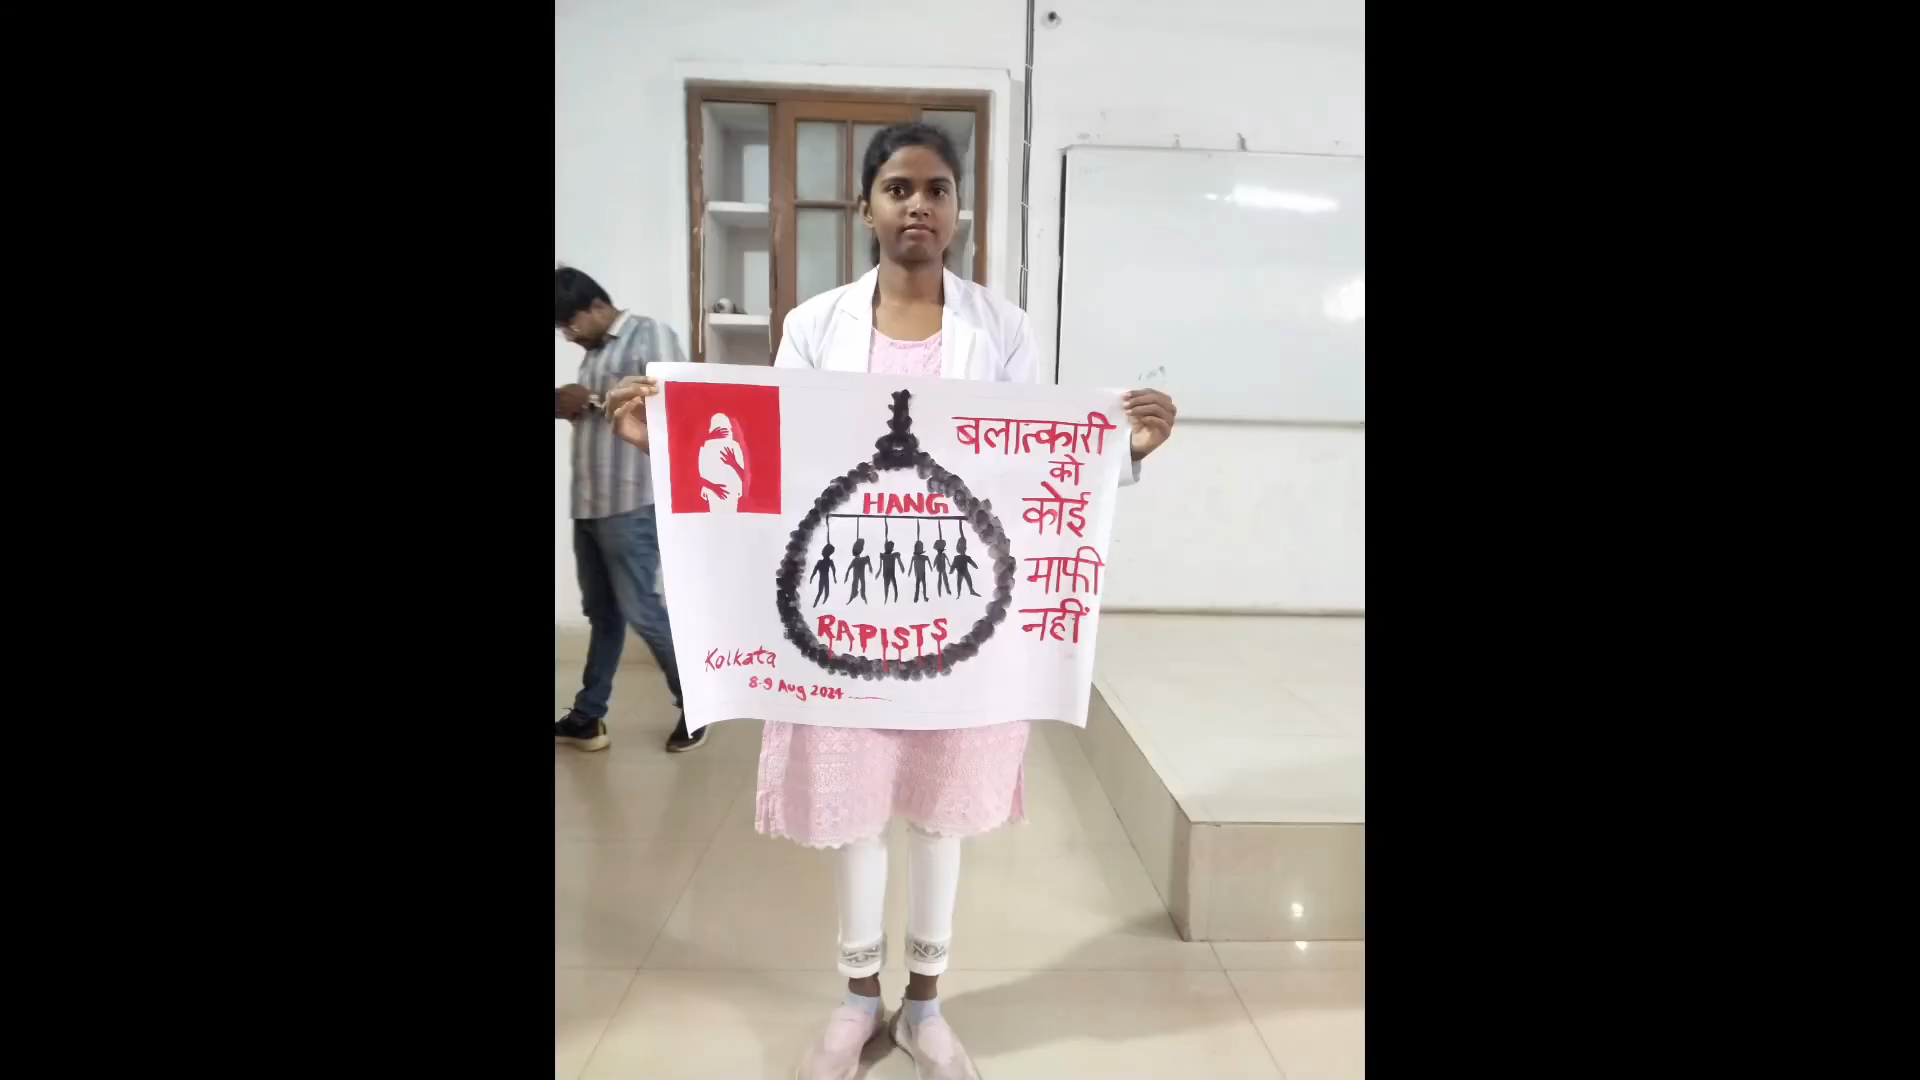 HANG
RAPISTS
बलात्कारी
को
कोई
माफी
नहीं
Kolkata
8-9 Aug 2024